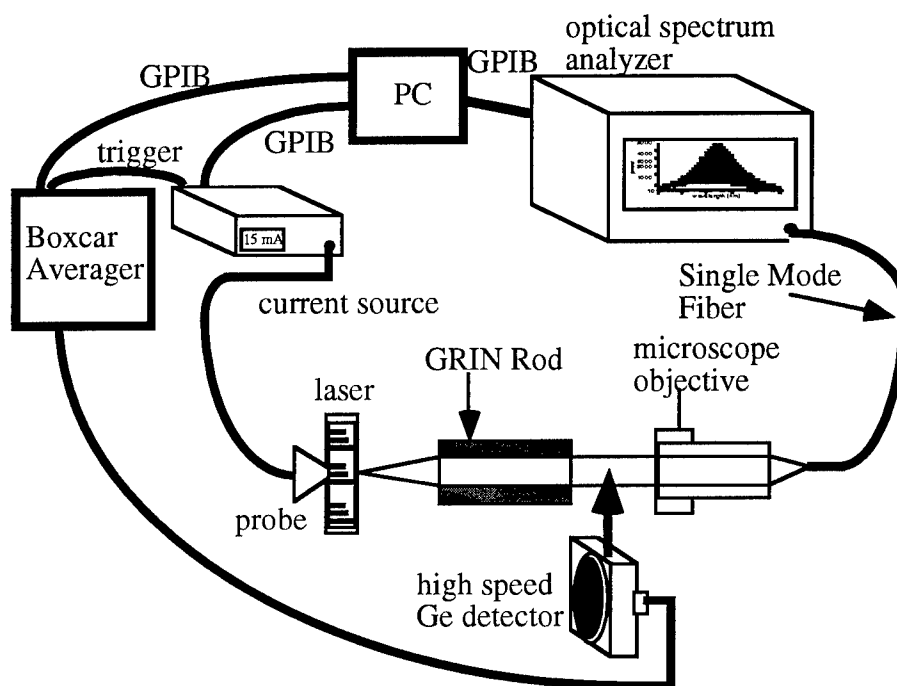 optical spectrum
analyzer
GPIB
GPIB
PC
GPIB
trigger
15 mA
Boxcar
Averager
current source
Single Mode
Fiber
microscope
objective
GRIN Rod
laser
probe
high speed
Ge detector